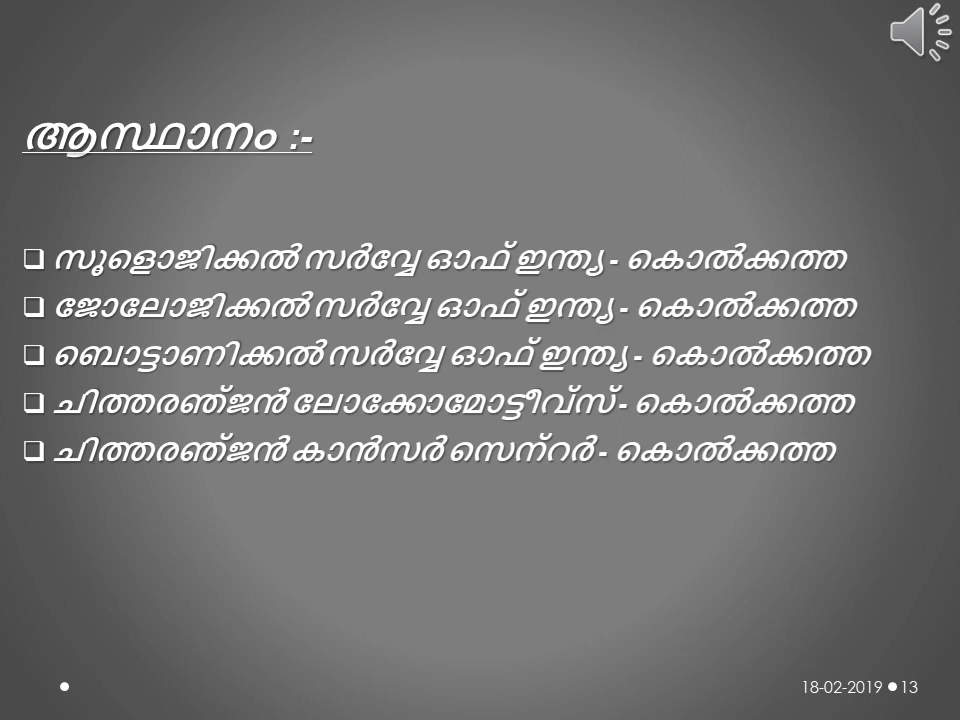 ആസ്ഥാനം :-
സൂളൊജിക്കൽ സർവ്വേ ഓഫ് ഇന്ത്യ - കൊൽക്കത്ത
ജോലോജിക്കൽ സർവ്വേ ഓഫ് ഇന്ത്യ - കൊൽക്കത്ത
ബൊട്ടാണിക്കൽ സർവ്വേ ഓഫ് ഇന്ത്യ - കൊൽക്കത്ത
ചിത്തരഞ്ജൻ ലോക്കോമോട്ടീവ്സ് - കൊൽക്കത്ത
ചിത്തരഞ്ജൻ കാൻസർ സെന്റർ - കൊൽക്കത്ത
18-02-2019 ● 13